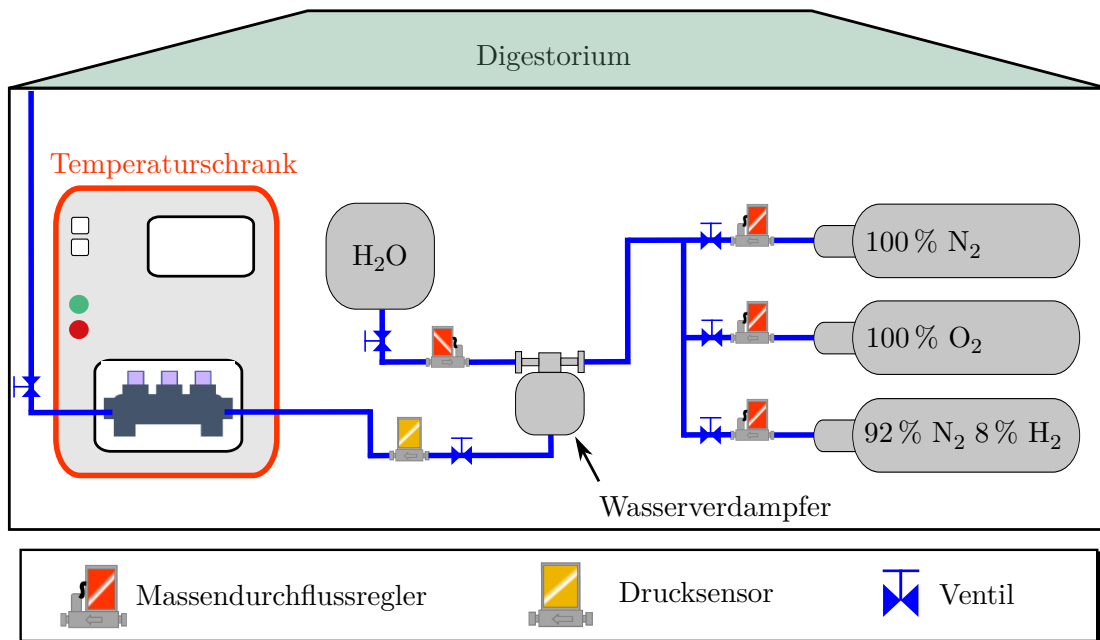 Digestorium
Temperaturschrank
H₂O
100 % N₂
100 % O₂
92 % N₂ 8 % H₂
Wasserverdampfer
Massendurchflussregler
Drucksensor
Ventil